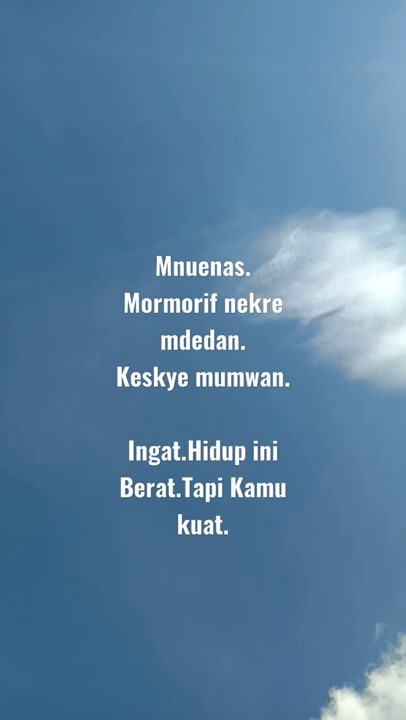 Mnuenas.
Mormorif nekre
mdedan.
Keskye mumwan.
Ingat.Hidup ini
Berat.Tapi Kamu
kuat.